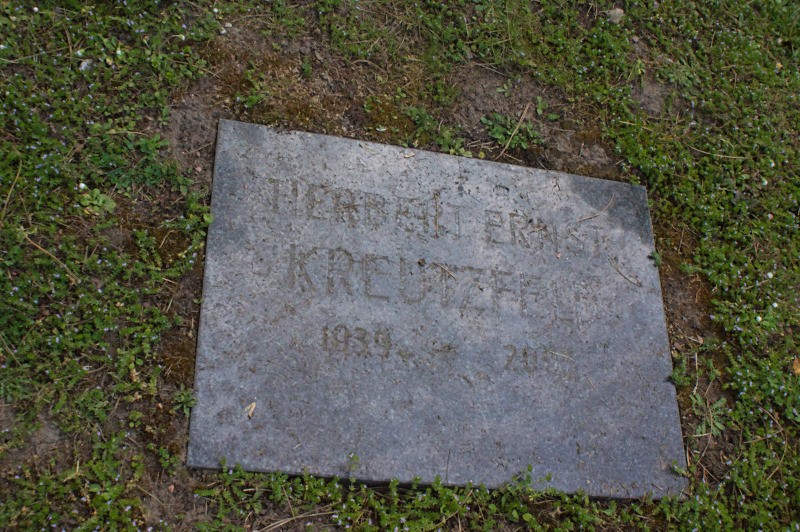 HERBERT ERNST
KREUTZFELD
1939 -